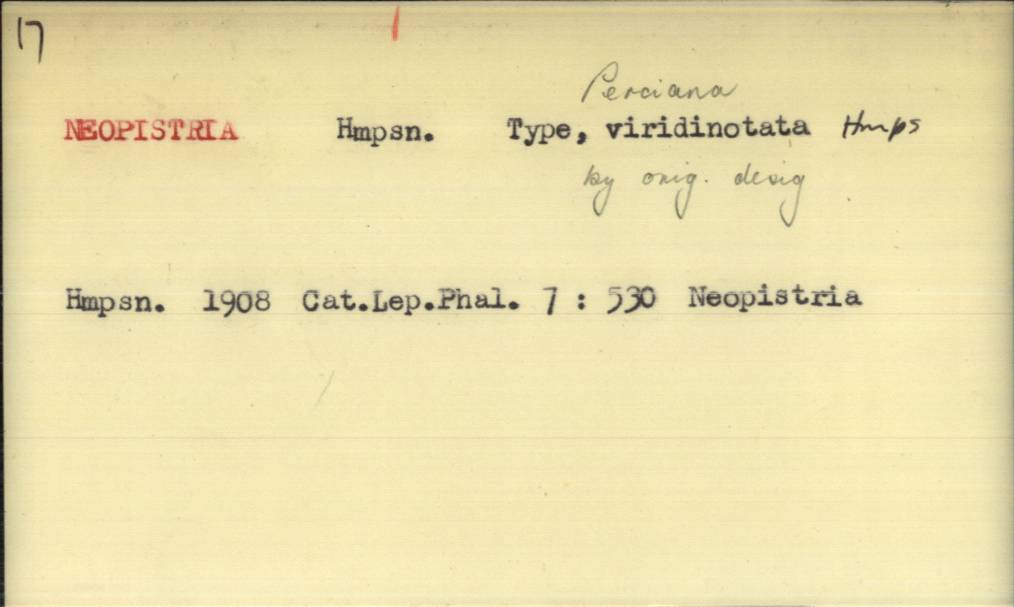 17
Perciana
NEOPISTRIA Hmpsn. Type, viridinotata Hmps
by orig. desig
Hmpsn. 1908 Cat.Lep.Phal. 7 : 530 Neopistria